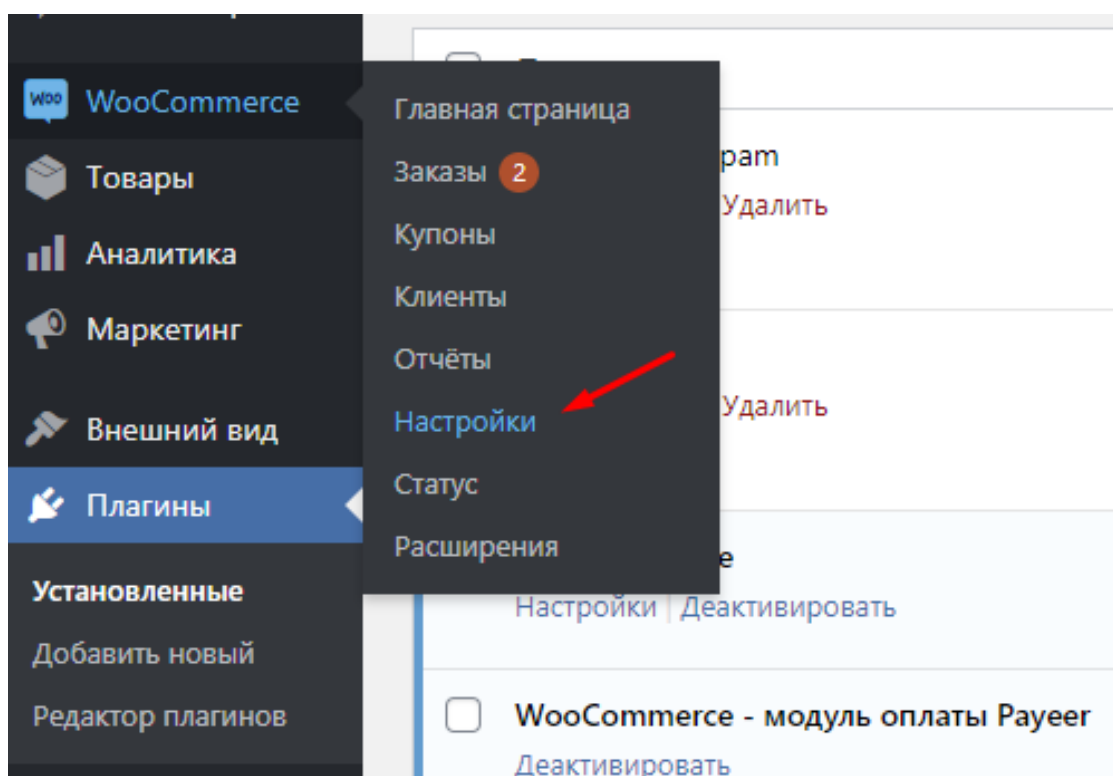 WooCommerce
Товары
Аналитика
Маркетинг
Внешний вид
Плагины
Установленные
Добавить новый
Редактор плагинов
Главная страница
Заказы 2
Купоны
Клиенты
Отчёты
Настройки
Статус
Расширения
pam
Удалить
Удалить
e
Настройки | Деактивировать
WooCommerce - модуль оплаты Payeer
Деактивировать